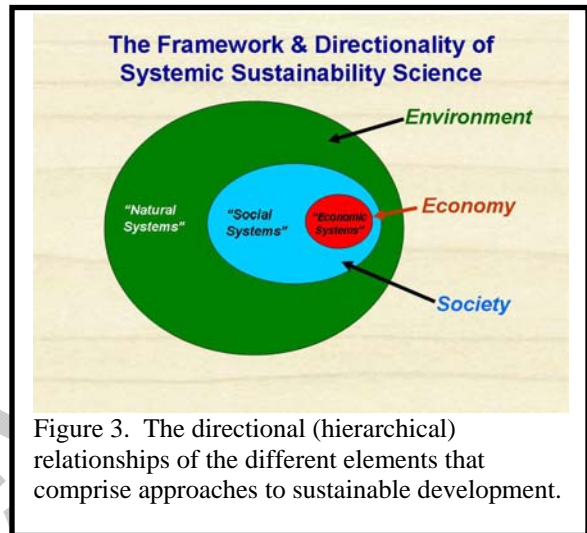 The Framework & Directionality of
Systemic Sustainability Science
Environment
"Natural
Systems"
"Social
Systems"
"Economic
Systems"
Economy
Society
Figure 3.  The directional (hierarchical)
relationships of the different elements that
comprise approaches to sustainable development.